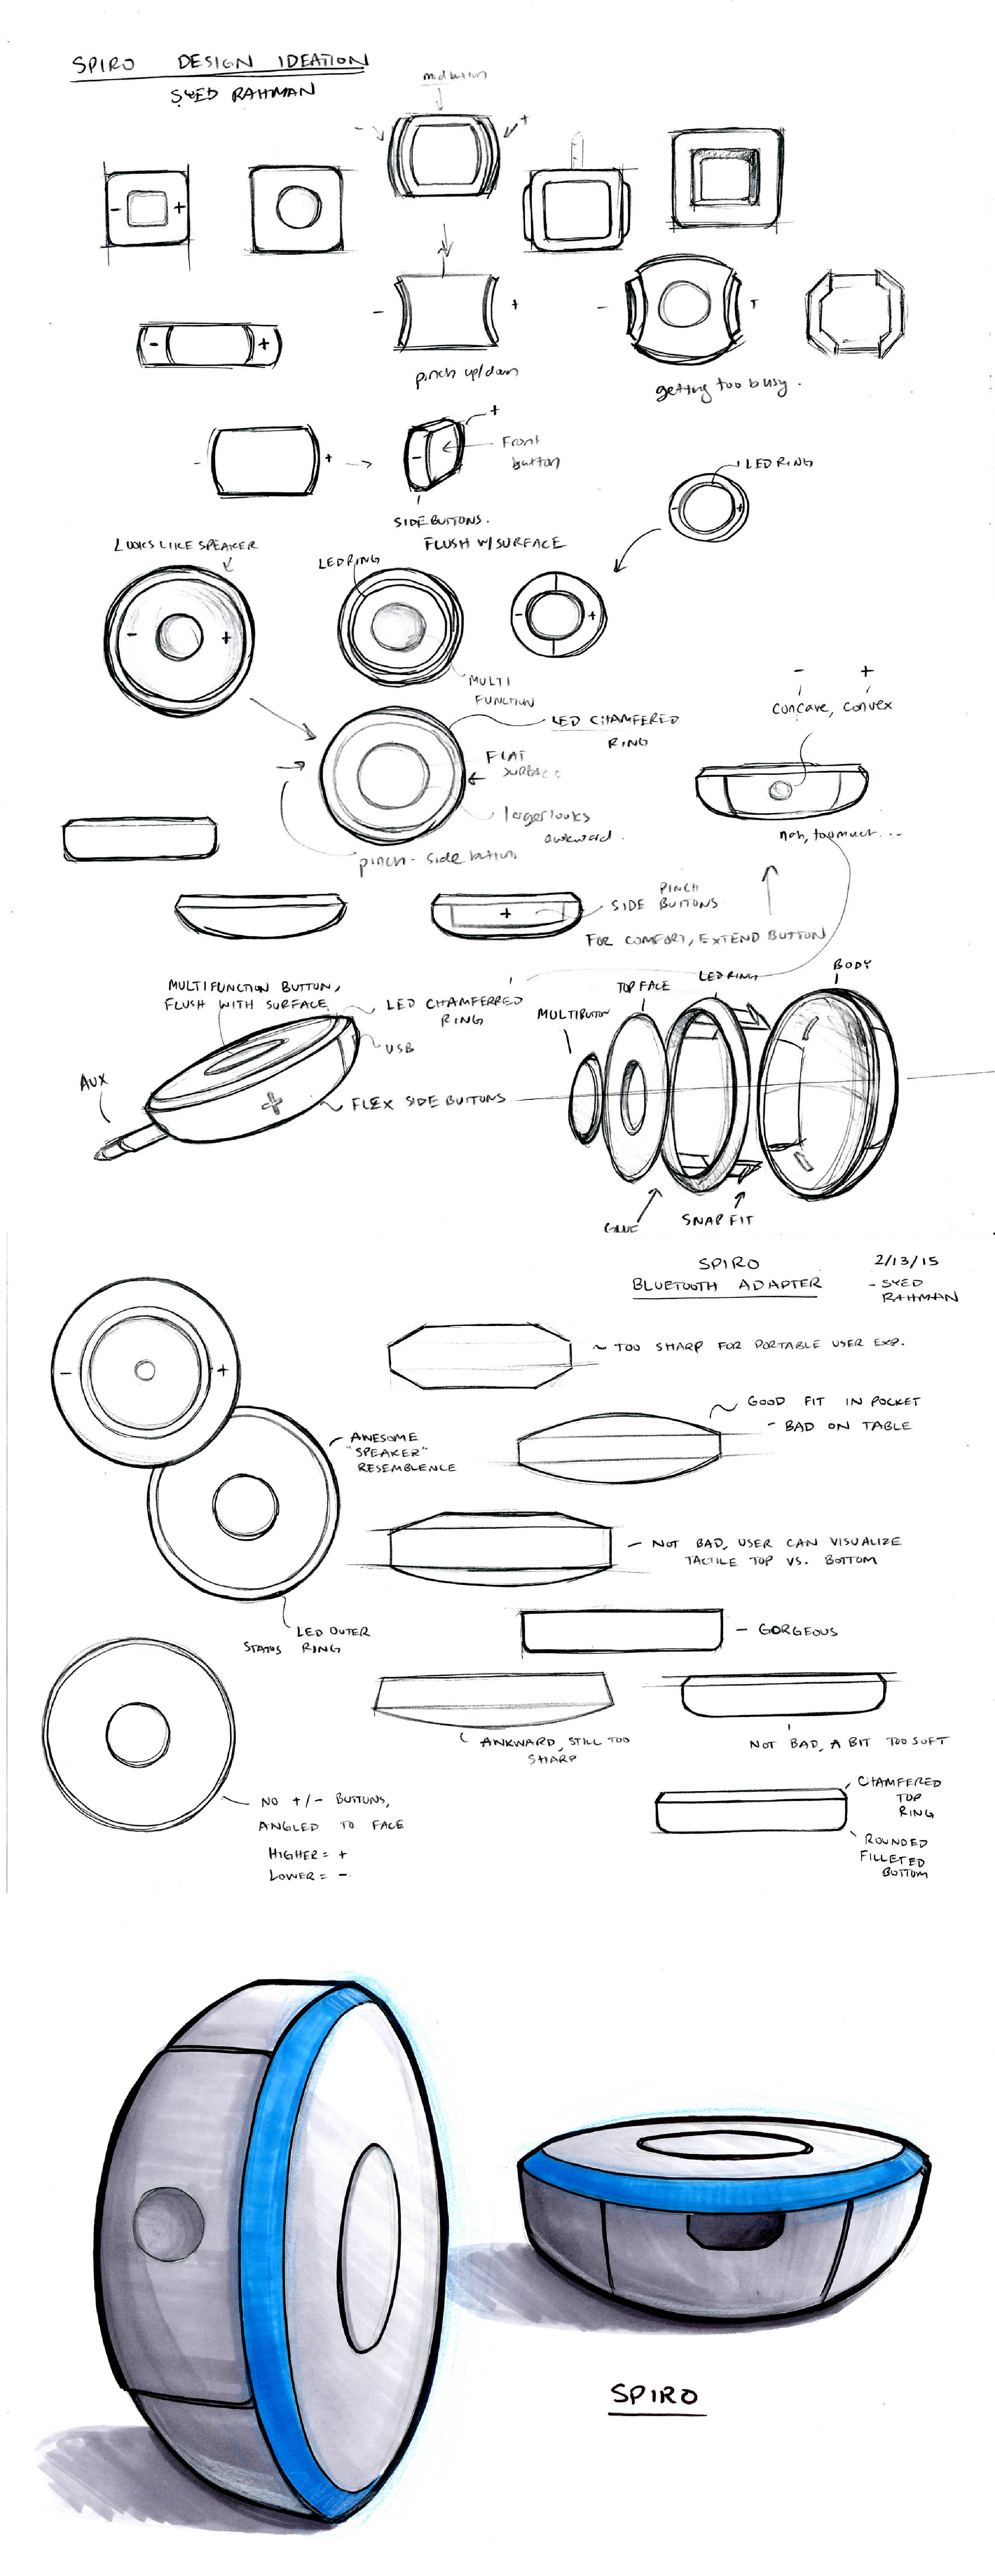 SPIRO DESIGN IDEATION
SYED RAHMAN
mid button
-
+
- +
- +
- +
pinch up/down
-
getting too busy.
- +
-
+
Front
button
SIDE BUTTONS.
FLUSH W/SURFACE
LED RING
- +
LOOKS LIKE SPEAKER
- +
LED RING
MULTI
FUNCTION
- +
LED CHAMFERED
RING
FLAT
SURFACE
larger looks
awkward.
pinch - side button
- +
concave, convex
nah, too much...
+
PINCH
SIDE BUTTONS
FOR COMFORT, EXTEND BUTTON
MULTIFUNCTION BUTTON,
FLUSH WITH SURFACE
LED CHAMFERRED
RING
USB
AUX
+
FLEX SIDE BUTTONS
MULTIBUTTON
TOP FACE
LED RING
BODY
GLUE
SNAP FIT
SPIRO
BLUETOOTH ADAPTER
2/13/15
- SYED
RAHMAN
- +
AWESOME
"SPEAKER"
RESEMBLENCE
LED OUTER
STATUS RING
NO +/- BUTTONS,
ANGLED TO FACE
HIGHER = +
LOWER = -
~ TOO SHARP FOR PORTABLE USER EXP.
GOOD FIT IN POCKET
- BAD ON TABLE
- NOT BAD, USER CAN VISUALIZE
TACTILE TOP VS. BOTTOM
- GORGEOUS
AWKWARD, STILL TOO
SHARP
NOT BAD, A BIT TOO SOFT
CHAMFERED
TOP
RING
ROUNDED
FILLETED
BOTTOM
SPIRO